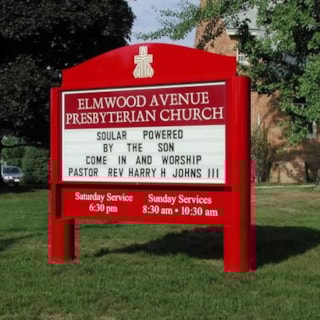 ELMWOOD AVENUE
PRESBYTERIAN CHURCH
SOULAR POWERED
BY THE SON
COME IN AND WORSHIP
PASTOR REV HARRY H JOHNS III
Saturday Service
6:30 pm
Sunday Services
8:30 am • 10:30 am